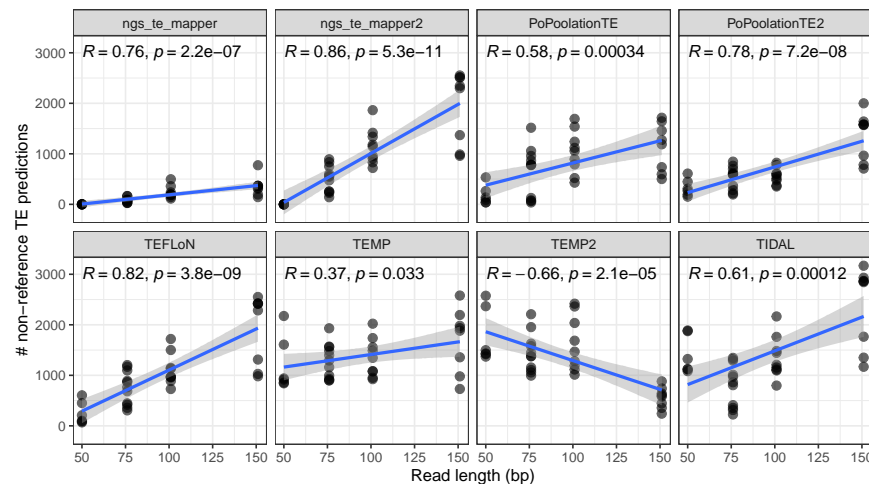 ngs_te_mapper ngs_te_mapper2 PoPoolationTE PoPoolationTE2
R = 0.76, p = 2.2e−07 R = 0.86, p = 5.3e−11 R = 0.58, p = 0.00034 R = 0.78, p = 7.2e−08
3000
2000
1000
0
TEFLoN TEMP TEMP2 TIDAL
R = 0.82, p = 3.8e−09 R = 0.37, p = 0.033 R = −0.66, p = 2.1e−05 R = 0.61, p = 0.00012
3000
2000
1000
0
50 75 100 125 150 50 75 100 125 150 50 75 100 125 150 50 75 100 125 150
Read length (bp)
# non−reference TE predictions